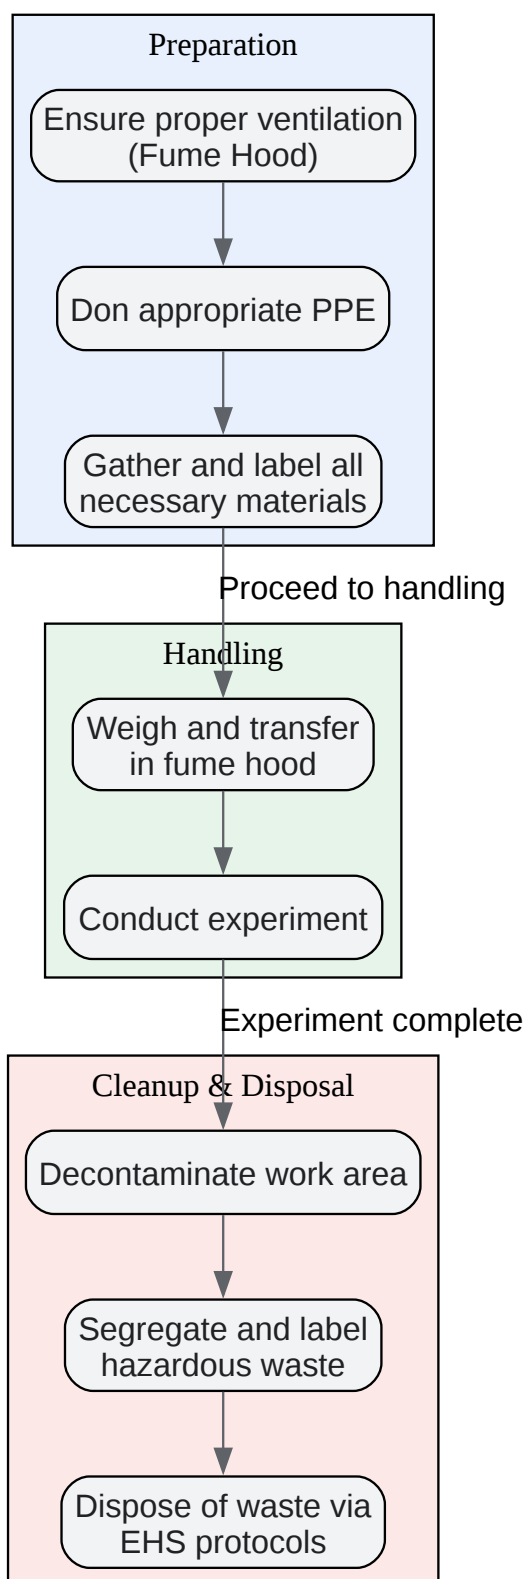 Preparation
Ensure proper ventilation
(Fume Hood)
Don appropriate PPE
Gather and label all
necessary materials
Proceed to handling
Handling
Weigh and transfer
in fume hood
Conduct experiment
Experiment complete
Cleanup & Disposal
Decontaminate work area
Segregate and label
hazardous waste
Dispose of waste via
EHS protocols